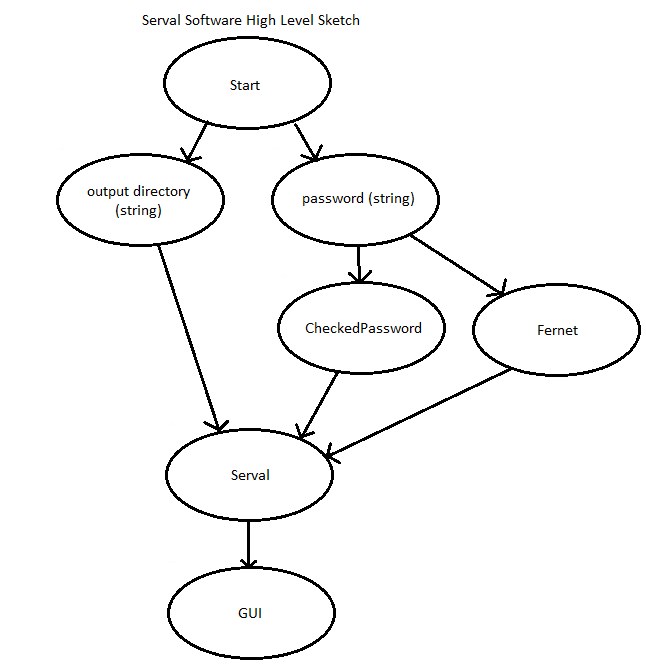 Serval Software High Level Sketch
Start
output directory
(string)
password (string)
CheckedPassword
Fernet
Serval
GUI